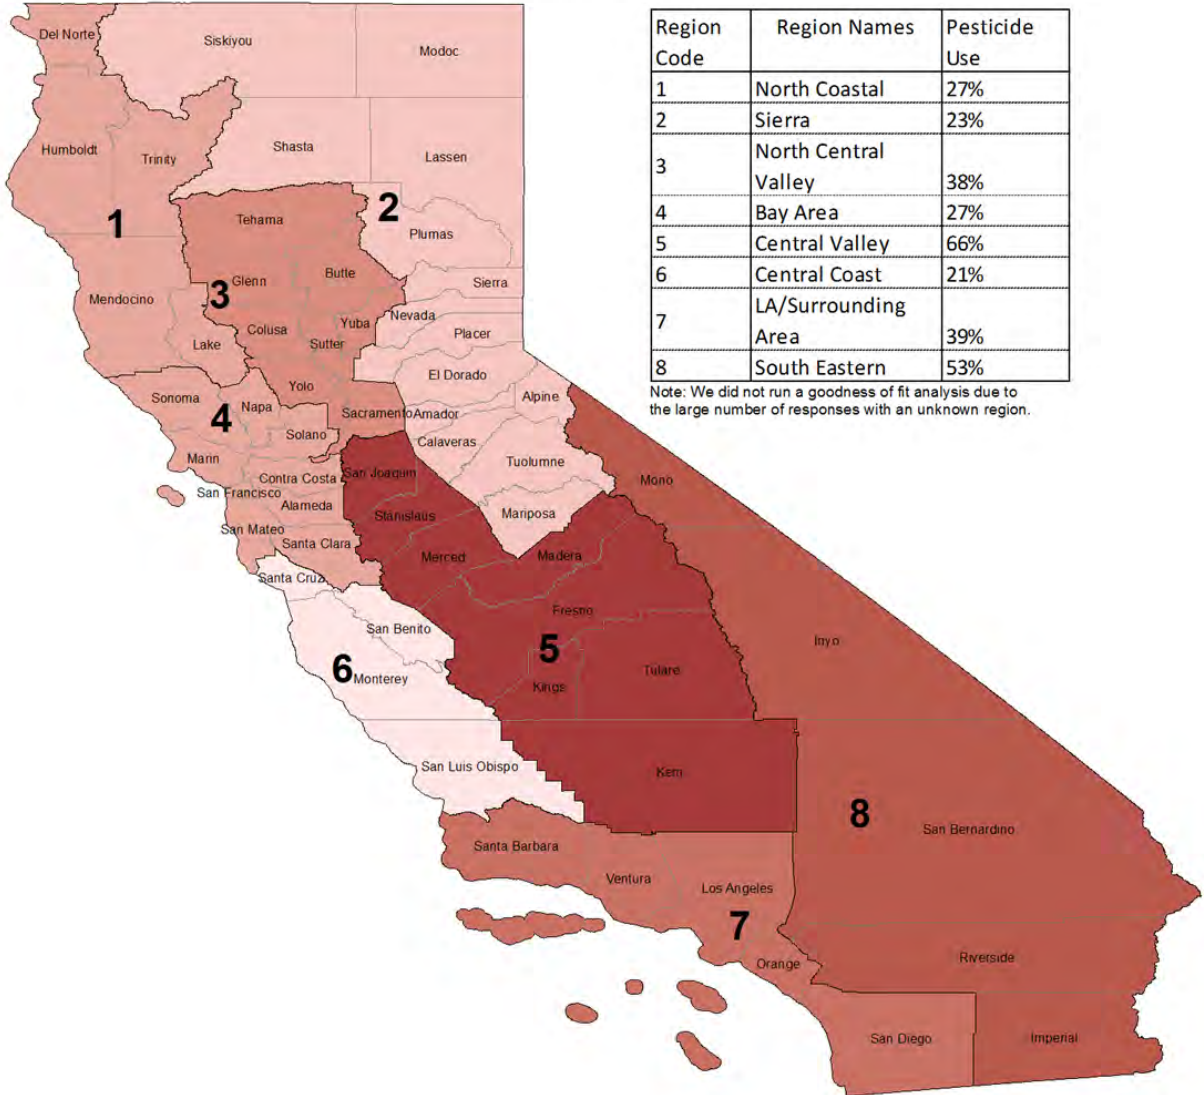 Region Code | Region Names | Pesticide Use
1 | North Coastal | 27%
2 | Sierra | 23%
3 | North Central Valley | 38%
4 | Bay Area | 27%
5 | Central Valley | 66%
6 | Central Coast | 21%
7 | LA/Surrounding Area | 39%
8 | South Eastern | 53%
Note: We did not run a goodness of fit analysis due to
the large number of responses with an unknown region.
Del Norte
Siskiyou
Modoc
Humboldt
Trinity
Shasta
Lassen
1
2
Tehama
Plumas
Mendocino
3
Glenn
Butte
Sierra
Colusa
Yuba
Nevada
Lake
Sutter
Placer
Yolo
El Dorado
Sonoma
4
Napa
Sacramento
Amador
Alpine
Solano
Calaveras
Marin
Contra Costa
San Joaquin
Tuolumne
Mono
San Francisco
Alameda
Stanislaus
Mariposa
San Mateo
Santa Clara
Merced
Madera
Santa Cruz
Fresno
San Benito
5
Inyo
6
Monterey
Kings
Tulare
San Luis Obispo
Kern
8
San Bernardino
Santa Barbara
Ventura
Los Angeles
7
Orange
Riverside
San Diego
Imperial